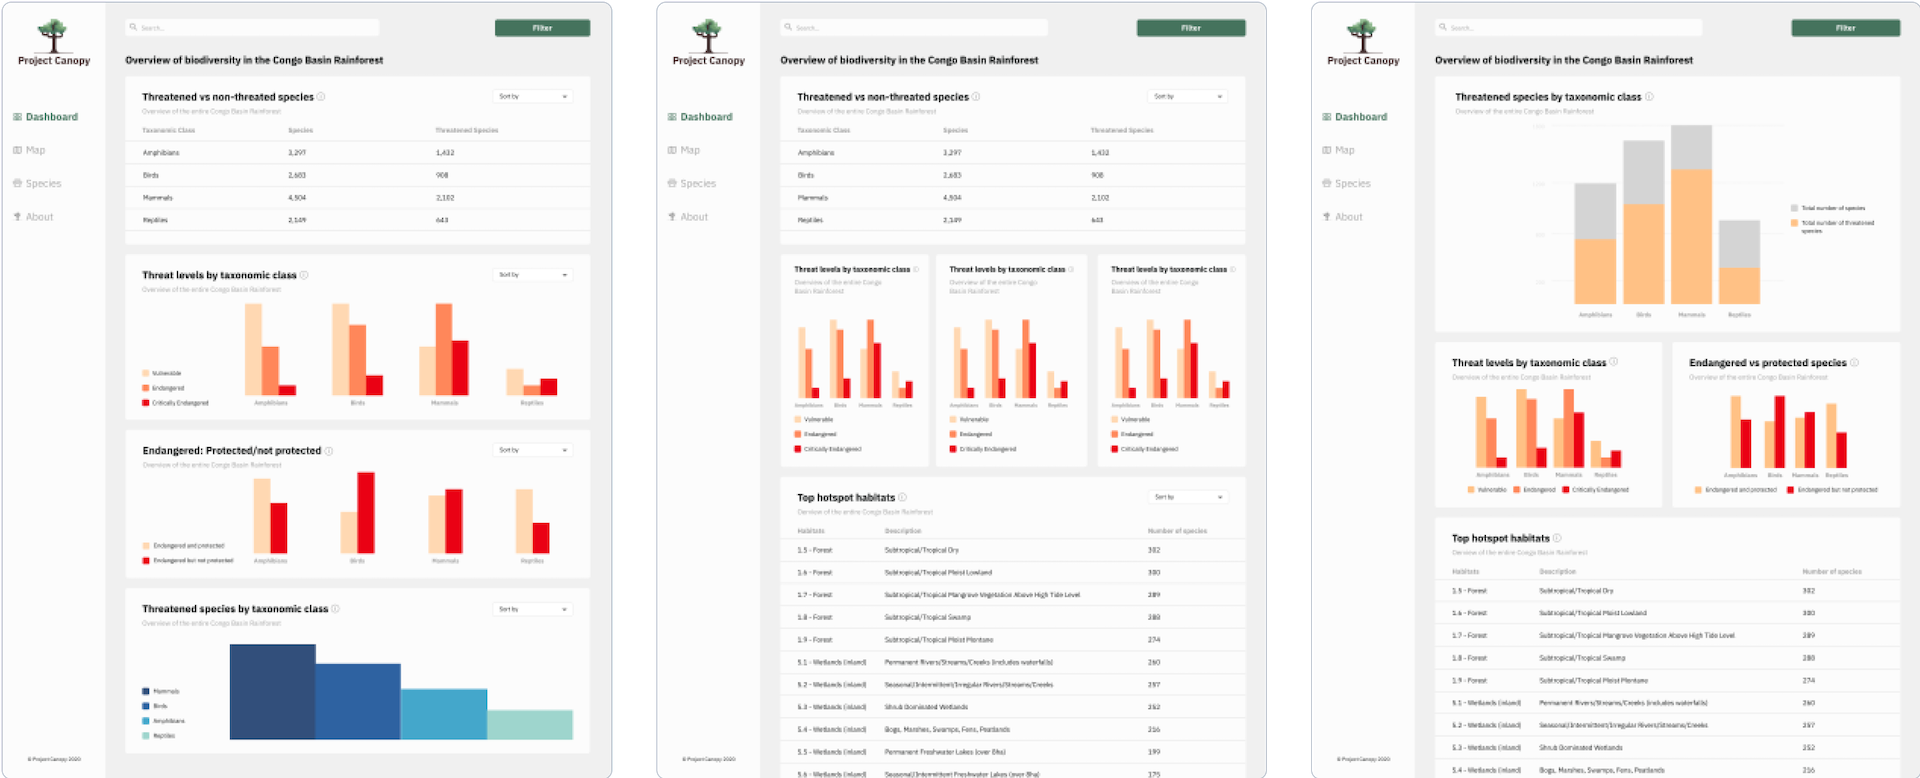 Project Canopy
Dashboard
Map
Species
About
© Project Canopy 2020
Search...
Filter
Overview of biodiversity in the Congo Basin Rainforest
Threatened vs non-threated species
Sort by
Overview of the entire Congo Basin Rainforest
Taxonomic Class Species Threatened Species
Amphibians 3,297 1,432
Birds 2,683 908
Mammals 4,504 2,102
Reptiles 2,149 643
Threat levels by taxonomic class
Sort by
Overview of the entire Congo Basin Rainforest
Vulnerable
Endangered
Critically Endangered
Amphibians Birds Mammals Reptiles
Endangered: Protected/not protected
Sort by
Overview of the entire Congo Basin Rainforest
Endangered and protected
Endangered but not protected
Amphibians Birds Mammals Reptiles
Threatened species by taxonomic class
Sort by
Overview of the entire Congo Basin Rainforest
Mammals
Birds
Amphibians
Reptiles
Project Canopy
Dashboard
Map
Species
About
© Project Canopy 2020
Search...
Filter
Overview of biodiversity in the Congo Basin Rainforest
Threatened vs non-threated species
Sort by
Overview of the entire Congo Basin Rainforest
Taxonomic Class Species Threatened Species
Amphibians 3,297 1,432
Birds 2,683 908
Mammals 4,504 2,102
Reptiles 2,149 643
Threat levels by taxonomic class
Overview of the entire Congo
Basin Rainforest
Amphibians Birds Mammals Reptiles
Vulnerable
Endangered
Critically Endangered
Threat levels by taxonomic class
Overview of the entire Congo
Basin Rainforest
Amphibians Birds Mammals Reptiles
Vulnerable
Endangered
Critically Endangered
Threat levels by taxonomic class
Overview of the entire Congo
Basin Rainforest
Amphibians Birds Mammals Reptiles
Vulnerable
Endangered
Critically Endangered
Top hotspot habitats
Sort by
Oerview of the entire Congo Basin Rainforest
Habitats Description Number of species
1.5 - Forest Subtropical/Tropical Dry 302
1.6 - Forest Subtropical/Tropical Moist Lowland 300
1.7 - Forest Subtropical/Tropical Mangrove Vegetation Above High Tide Level 289
1.8 - Forest Subtropical/Tropical Swamp 288
1.9 - Forest Subtropical/Tropical Moist Montane 274
5.1 - Wetlands (inland) Permanent Rivers/Streams/Creeks (includes waterfalls) 260
5.2 - Wetlands (inland) Seasonal/Intermittent/Irregular Rivers/Streams/Creeks 257
5.3 - Wetlands (inland) Shrub Dominated Wetlands 252
5.4 - Wetlands (inland) Bogs, Marshes, Swamps, Fens, Peatlands 216
5.5 - Wetlands (inland) Permanent Freshwater Lakes (over 8ha) 199
5.6 - Wetlands (inland) Seasonal/Intermittent Freshwater Lakes (over 8ha) 175
Project Canopy
Dashboard
Map
Species
About
© Project Canopy 2020
Search...
Filter
Overview of biodiversity in the Congo Basin Rainforest
Threatened species by taxonomic class
Overview of the entire Congo Basin Rainforest
Total number of species
Total number of threatened
species
Amphibians Birds Mammals Reptiles
Threat levels by taxonomic class
Overview of the entire Congo Basin Rainforest
Amphibians Birds Mammals Reptiles
Vulnerable Endangered Critically Endangered
Endangered vs protected species
Overview of the entire Congo Basin Rainforest
Amphibians Birds Mammals Reptiles
Endangered and protected Endangered but not protected
Top hotspot habitats
Oerview of the entire Congo Basin Rainforest
Habitats Description Number of species
1.5 - Forest Subtropical/Tropical Dry 302
1.6 - Forest Subtropical/Tropical Moist Lowland 300
1.7 - Forest Subtropical/Tropical Mangrove Vegetation Above High Tide Level 289
1.8 - Forest Subtropical/Tropical Swamp 288
1.9 - Forest Subtropical/Tropical Moist Montane 274
5.1 - Wetlands (inland) Permanent Rivers/Streams/Creeks (includes waterfalls) 260
5.2 - Wetlands (inland) Seasonal/Intermittent/Irregular Rivers/Streams/Creeks 257
5.3 - Wetlands (inland) Shrub Dominated Wetlands 252
5.4 - Wetlands (inland) Bogs, Marshes, Swamps, Fens, Peatlands 216